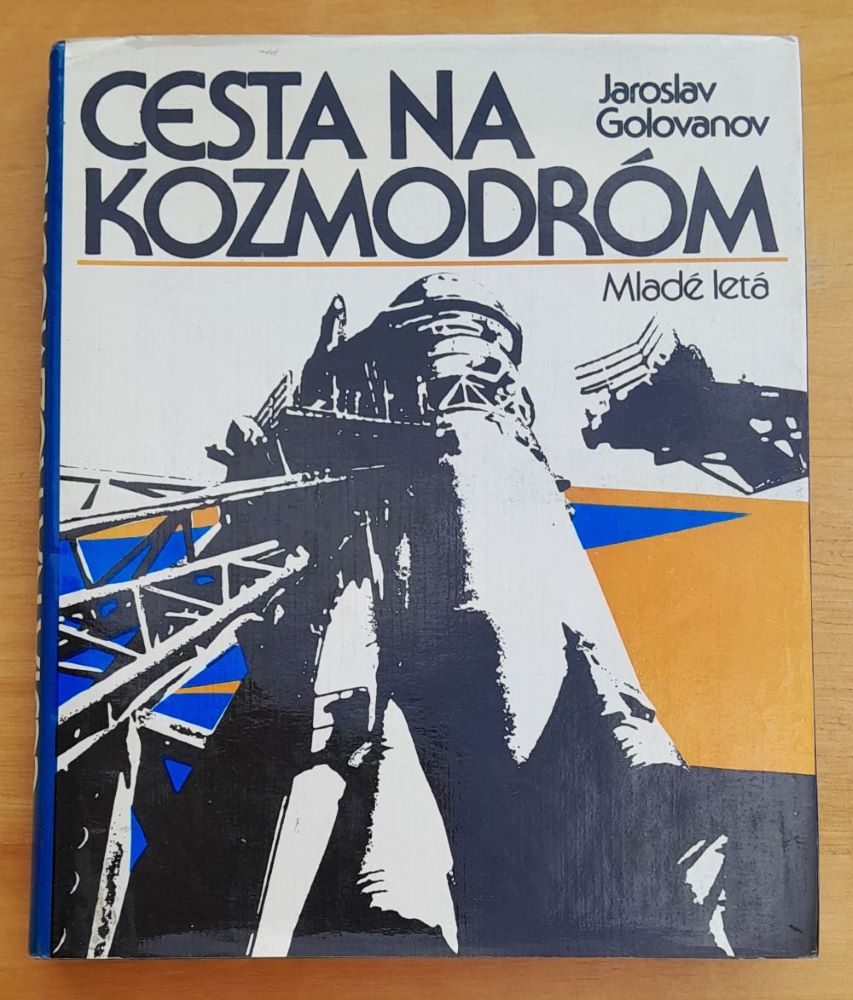 CESTA NA
KOZMODRÓM
Jaroslav
Golovanov
Mladé letá